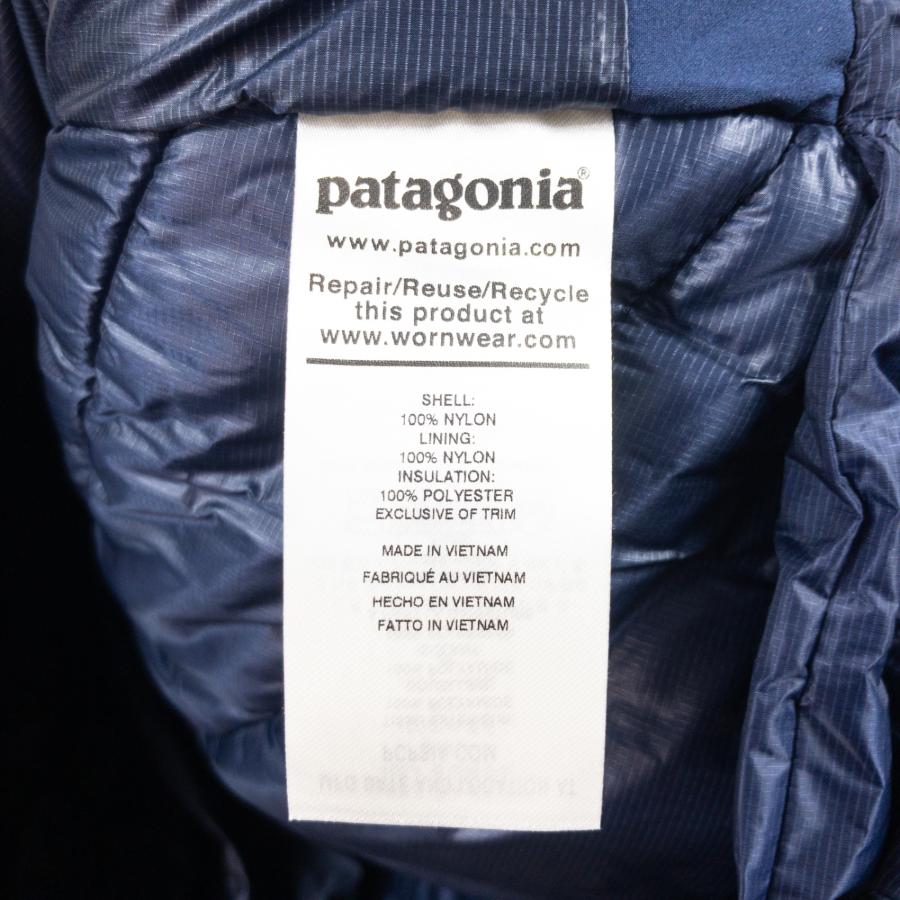 patagonia®
www.patagonia.com
Repair/Reuse/Recycle
this product at
www.wornwear.com
SHELL:
100% NYLON
LINING:
100% NYLON
INSULATION:
100% POLYESTER
EXCLUSIVE OF TRIM
MADE IN VIETNAM
FABRIQUÉ AU VIETNAM
HECHO EN VIETNAM
FATTO IN VIETNAM